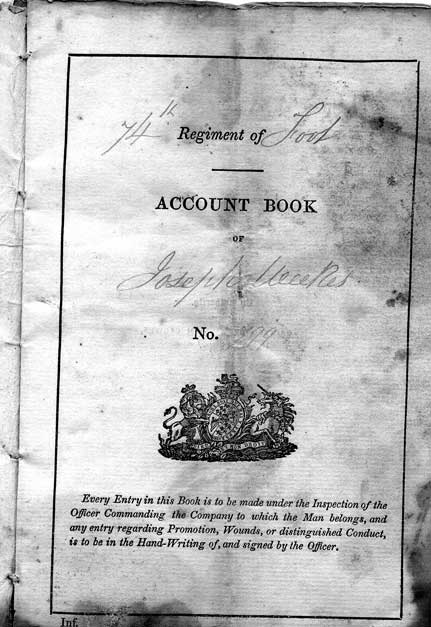 74th Regiment of Foot
ACCOUNT BOOK
OF
Joseph
No.
Every Entry in this Book is to be made under the Inspection of the
Officer Commanding the Company to which the Man belongs, and
any entry regarding Promotion, Wounds, or distinguished Conduct,
is to be in the Hand-Writing of, and signed by the Officer.
Inf.